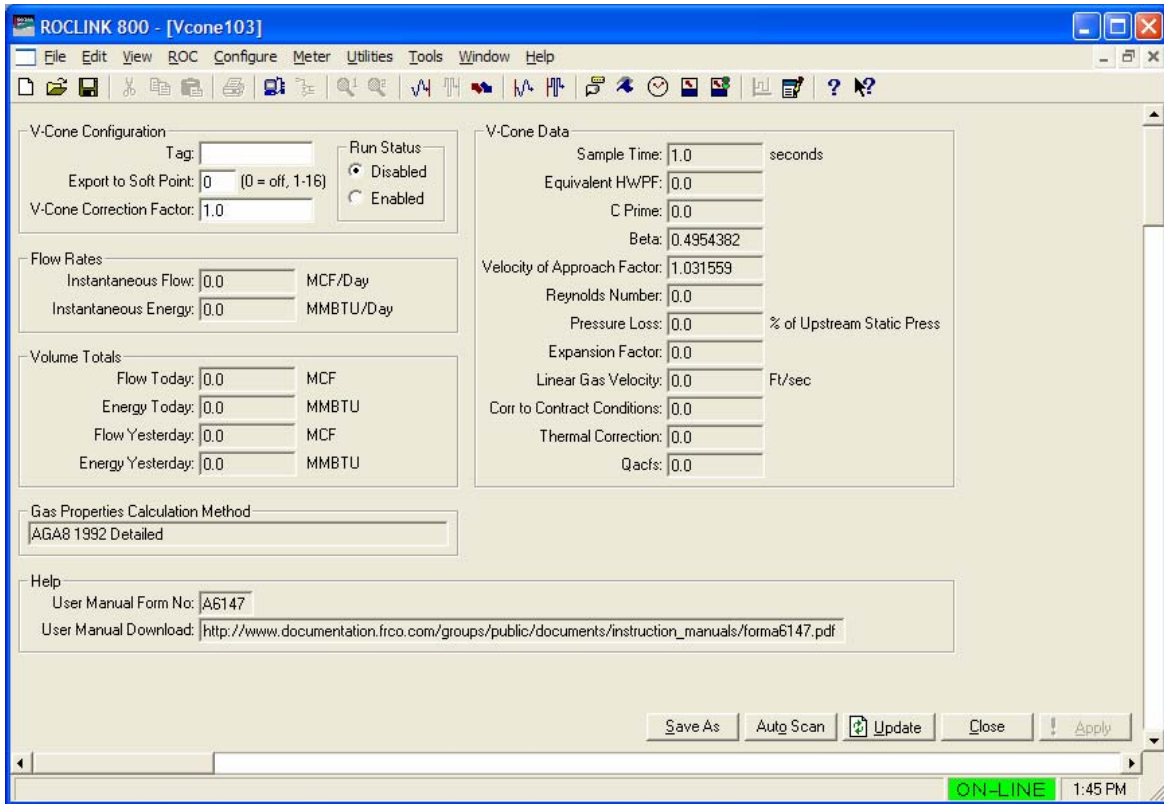 ROCLINK 800 - [Vcone103]
File Edit View ROC Configure Meter Utilities Tools Window Help
V-Cone Configuration
Tag:
Export to Soft Point: 0 (0 = off, 1-16)
V-Cone Correction Factor: 1.0
Run Status
Disabled
Enabled
Flow Rates
Instantaneous Flow: 0.0 MCF/Day
Instantaneous Energy: 0.0 MMBTU/Day
Volume Totals
Flow Today: 0.0 MCF
Energy Today: 0.0 MMBTU
Flow Yesterday: 0.0 MCF
Energy Yesterday: 0.0 MMBTU
Gas Properties Calculation Method
AGA8 1992 Detailed
V-Cone Data
Sample Time: 1.0 seconds
Equivalent HWPF: 0.0
C Prime: 0.0
Beta: 0.4954382
Velocity of Approach Factor: 1.031559
Reynolds Number: 0.0
Pressure Loss: 0.0 % of Upstream Static Press
Expansion Factor: 0.0
Linear Gas Velocity: 0.0 Ft/sec
Corr to Contract Conditions: 0.0
Thermal Correction: 0.0
Qacfs: 0.0
Help
User Manual Form No: A6147
User Manual Download: http://www.documentation.frco.com/groups/public/documents/instruction_manuals/forma6147.pdf
Save As Auto Scan Update Close ! Apply
ON-LINE 1:45 PM